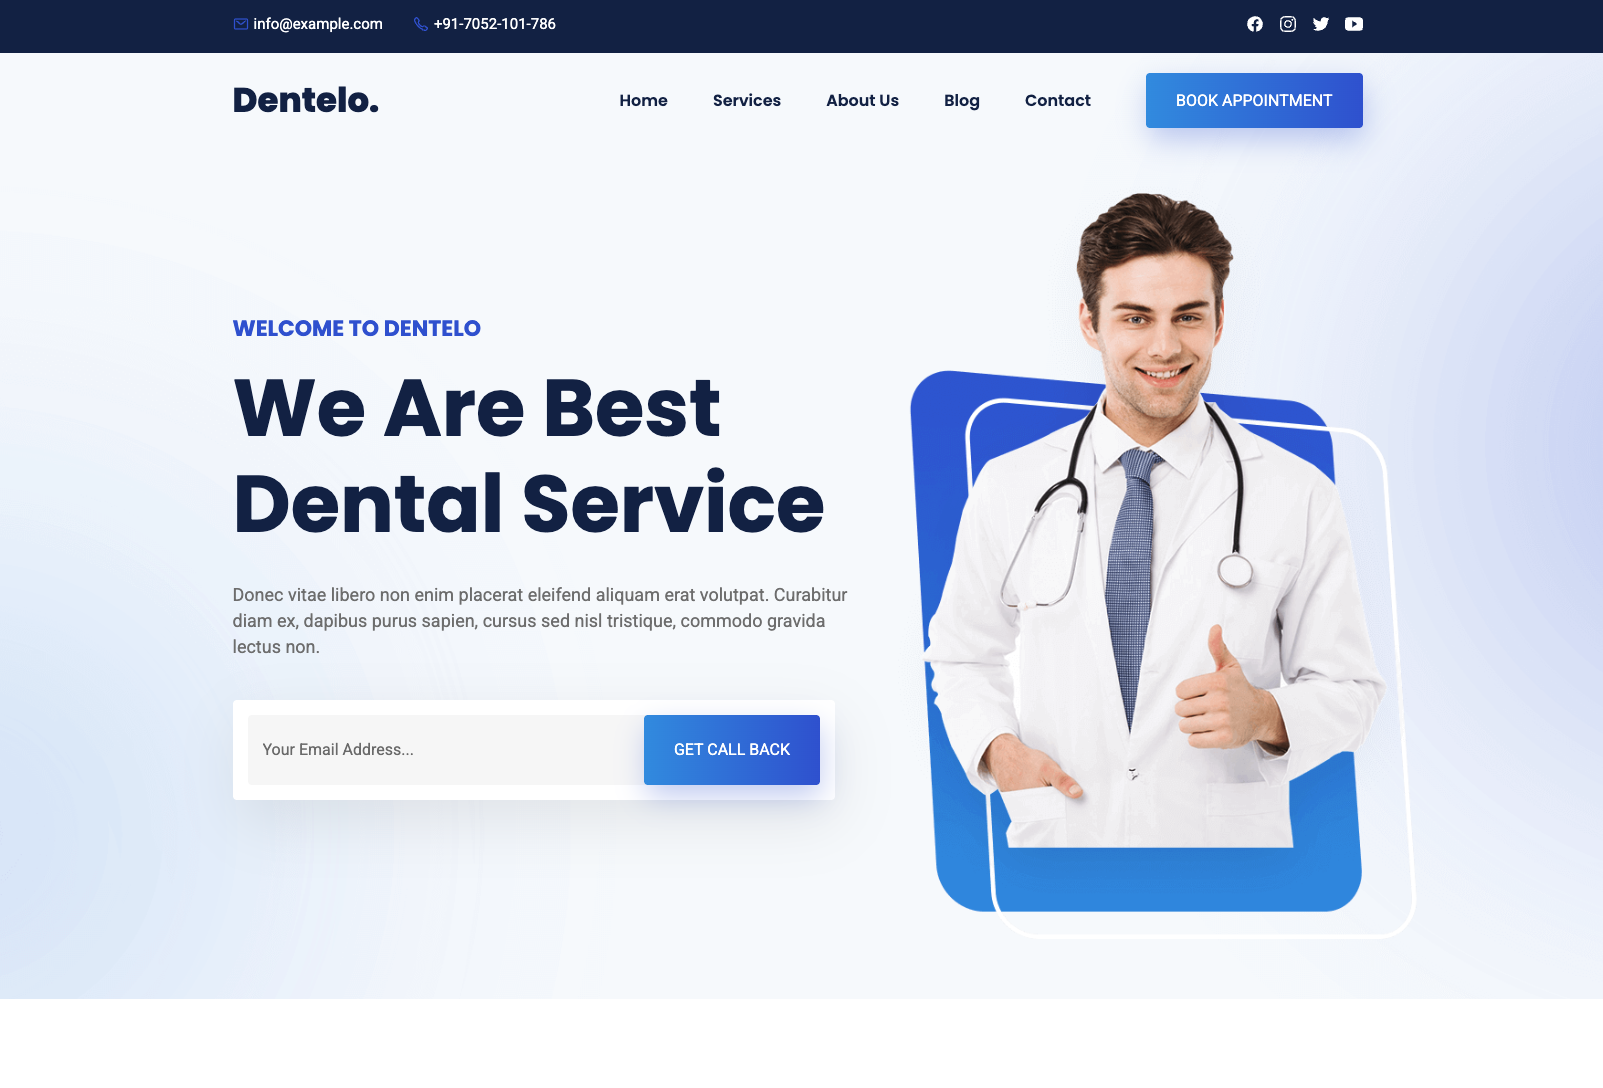 info@example.com
+91-7052-101-786
Dentelo.
Home
Services
About Us
Blog
Contact
BOOK APPOINTMENT
WELCOME TO DENTELO
We Are Best
Dental Service
Donec vitae libero non enim placerat eleifend aliquam erat volutpat. Curabitur
diam ex, dapibus purus sapien, cursus sed nisl tristique, commodo gravida
lectus non.
Your Email Address...
GET CALL BACK